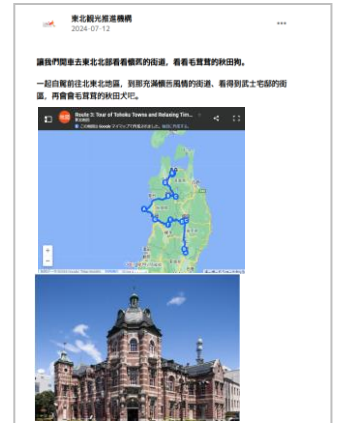 東北観光推進機構
2024-07-12
讓我們開車去東北北部看看懷舊的街道，看看毛茸茸的秋田狗。
一起自駕前往北東北地區，到那充滿懷舊風情的街道、看得到武士宅邸的街
區，再會會毛茸茸的秋田犬吧。
Route 3: Tour of Tohoku Towns and Relaxing Tim...